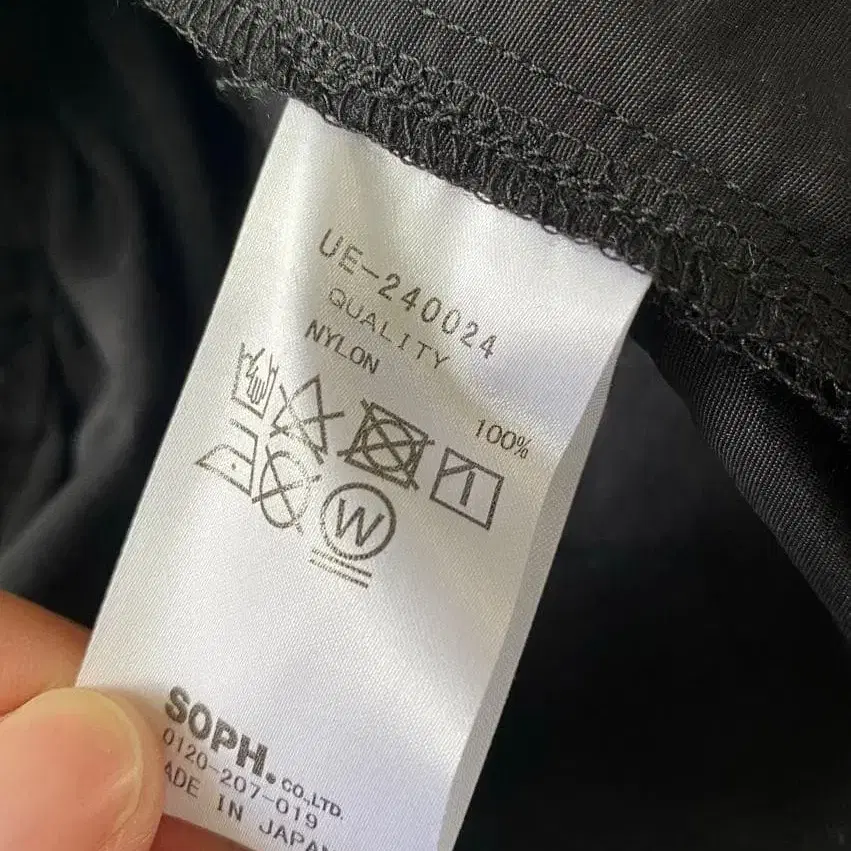 UE-240024
QUALITY
NYLON 100%
W
SOPH. CO.,LTD.
0120-207-019
ADE IN JAPAN